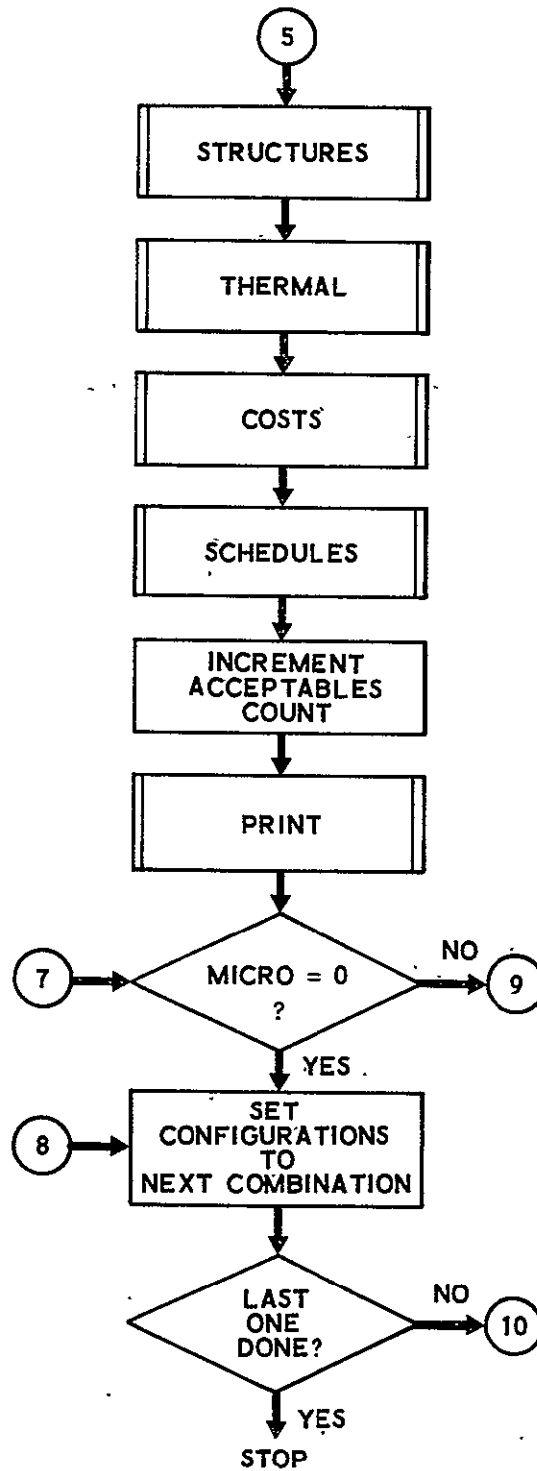 5
STRUCTURES
THERMAL
COSTS
SCHEDULES
INCREMENT
ACCEPTABLES
COUNT
PRINT
7
MICRO = 0
?
NO
9
YES
8
SET
CONFIGURATIONS
TO
NEXT COMBINATION
LAST
ONE
DONE?
NO
10
YES
STOP